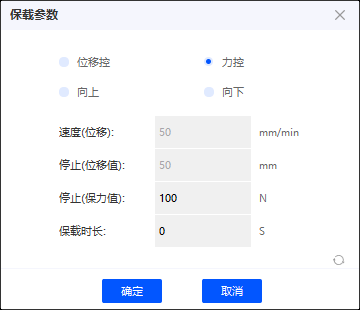 保载参数
位移控 力控
向上 向下
速度(位移): 50 mm/min
停止(位移值): 50 mm
停止(保力值): 100 N
保载时长: 0 S
确定 取消